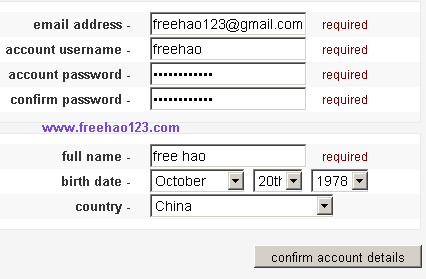 email address - freehao123@gmail.com required
account username - freehao required
account password - •••••••••••• required
confirm password - •••••••••••• required
www.freehao123.com
full name - free hao required
birth date - October 20th 1978
country - China
confirm account details